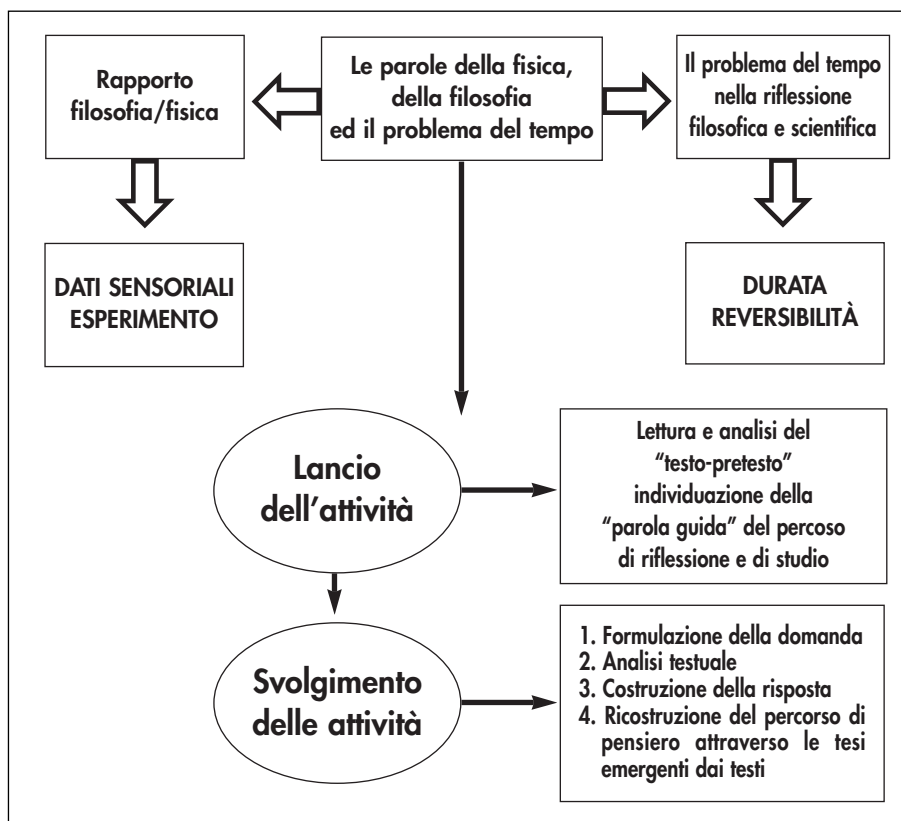 Rapporto
filosofia/fisica
Le parole della fisica,
della filosofia
ed il problema del tempo
Il problema del tempo
nella riflessione
filosofica e scientifica
DATI SENSORIALI
ESPERIMENTO
DURATA
REVERSIBILITÀ
Lancio
dell'attività
Lettura e analisi del
"testo-pretesto"
individuazione della
"parola guida" del percoso
di riflessione e di studio
Svolgimento
delle attività
1. Formulazione della domanda
2. Analisi testuale
3. Costruzione della risposta
4. Ricostruzione del percorso di
pensiero attraverso le tesi
emergenti dai testi